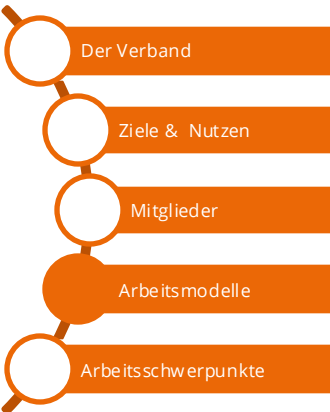 Der Verband
Ziele & Nutzen
Mitglieder
Arbeitsmodelle
Arbeitsschwerpunkte